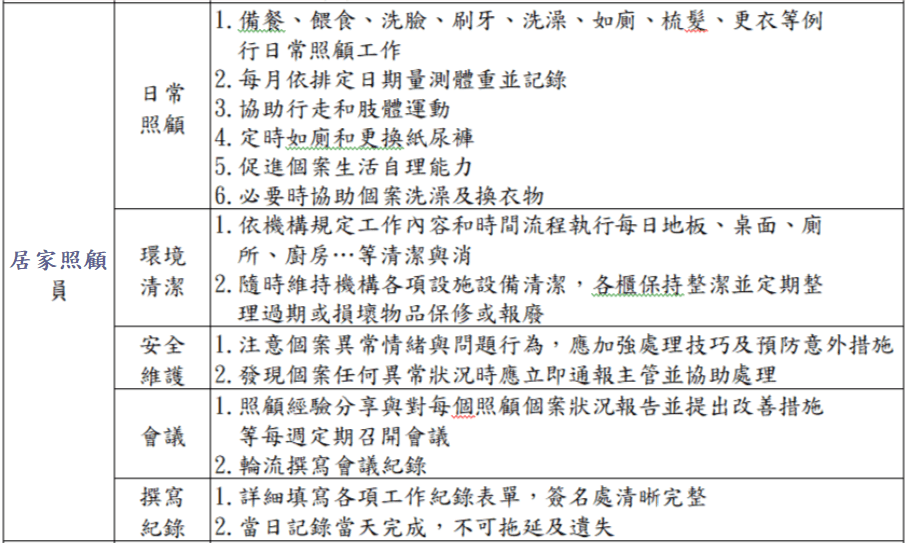 居家照顧
員
日常
照顧
1. 備餐、餵食、洗臉、刷牙、洗澡、如廁、梳髮、更衣等例
行日常照顧工作
2. 每月依排定日期量測體重並記錄
3. 協助行走和肢體運動
4. 定時如廁和更換紙尿褲
5. 促進個案生活自理能力
6. 必要時協助個案洗澡及換衣物
環境
清潔
1. 依機構規定工作內容和時間流程執行每日地板、桌面、廁
所、廚房…等清潔與消
2. 隨時維持機構各項設施設備清潔，各櫃保持整潔並定期整
理過期或損壞物品保修或報廢
安全
維護
1. 注意個案異常情緒與問題行為，應加強處理技巧及預防意外措施
2. 發現個案任何異常狀況時應立即通報主管並協助處理
會議
1. 照顧經驗分享與對每個照顧個案狀況報告並提出改善措施
等每週定期召開會議
2. 輪流撰寫會議紀錄
撰寫
紀錄
1. 詳細填寫各項工作紀錄表單，簽名處清晰完整
2. 當日記錄當天完成，不可拖延及遺失